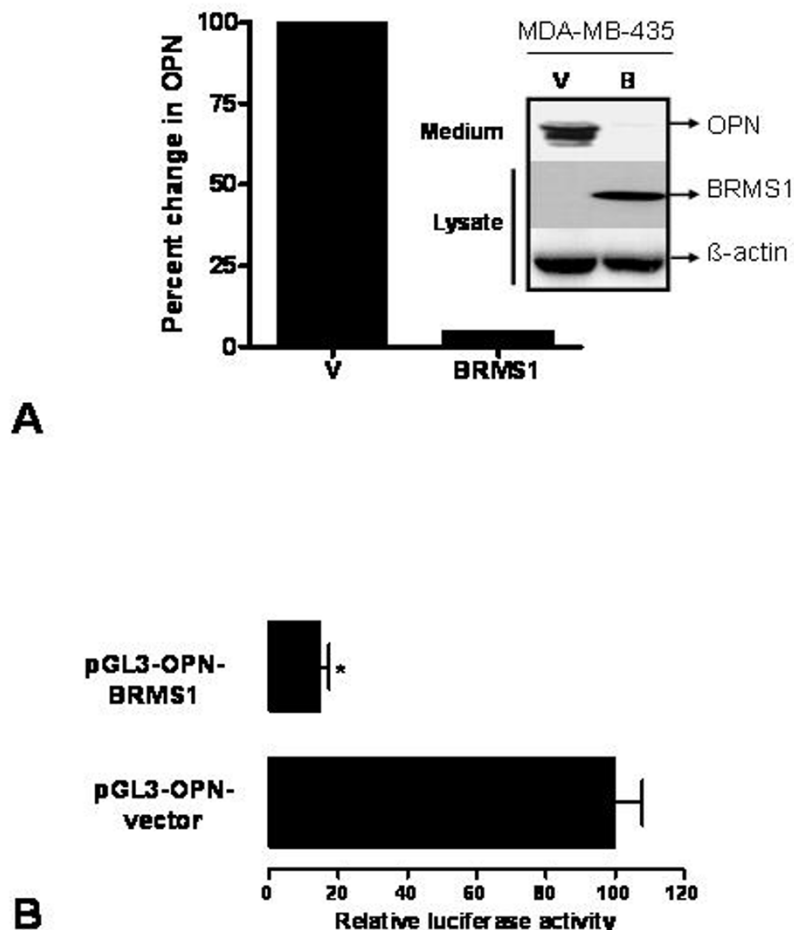 Percent change in OPN
100
75
50
25
0
V
BRMS1
MDA-MB-435
V B
Medium
OPN
BRMS1
Lysate
ß-actin
A
pGL3-OPN-
BRMS1
*
pGL3-OPN-
vector
0 20 40 60 80 100 120
Relative luciferase activity
B